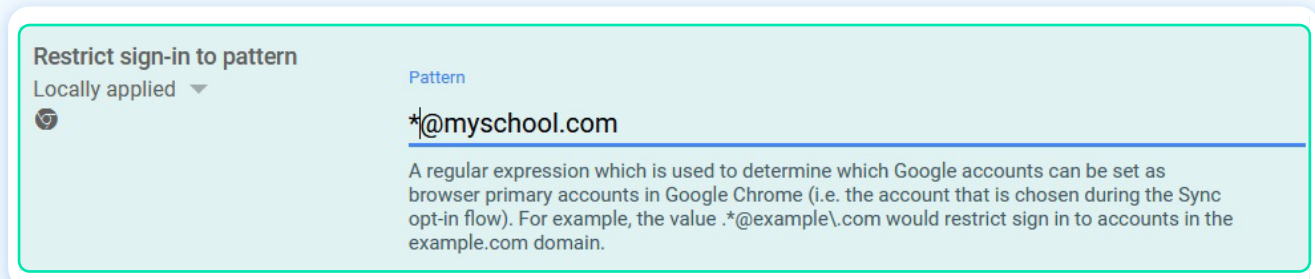 Restrict sign-in to pattern
Locally applied
Pattern
*@myschool.com
A regular expression which is used to determine which Google accounts can be set as
browser primary accounts in Google Chrome (i.e. the account that is chosen during the Sync
opt-in flow). For example, the value .*@example\.com would restrict sign in to accounts in the
example.com domain.